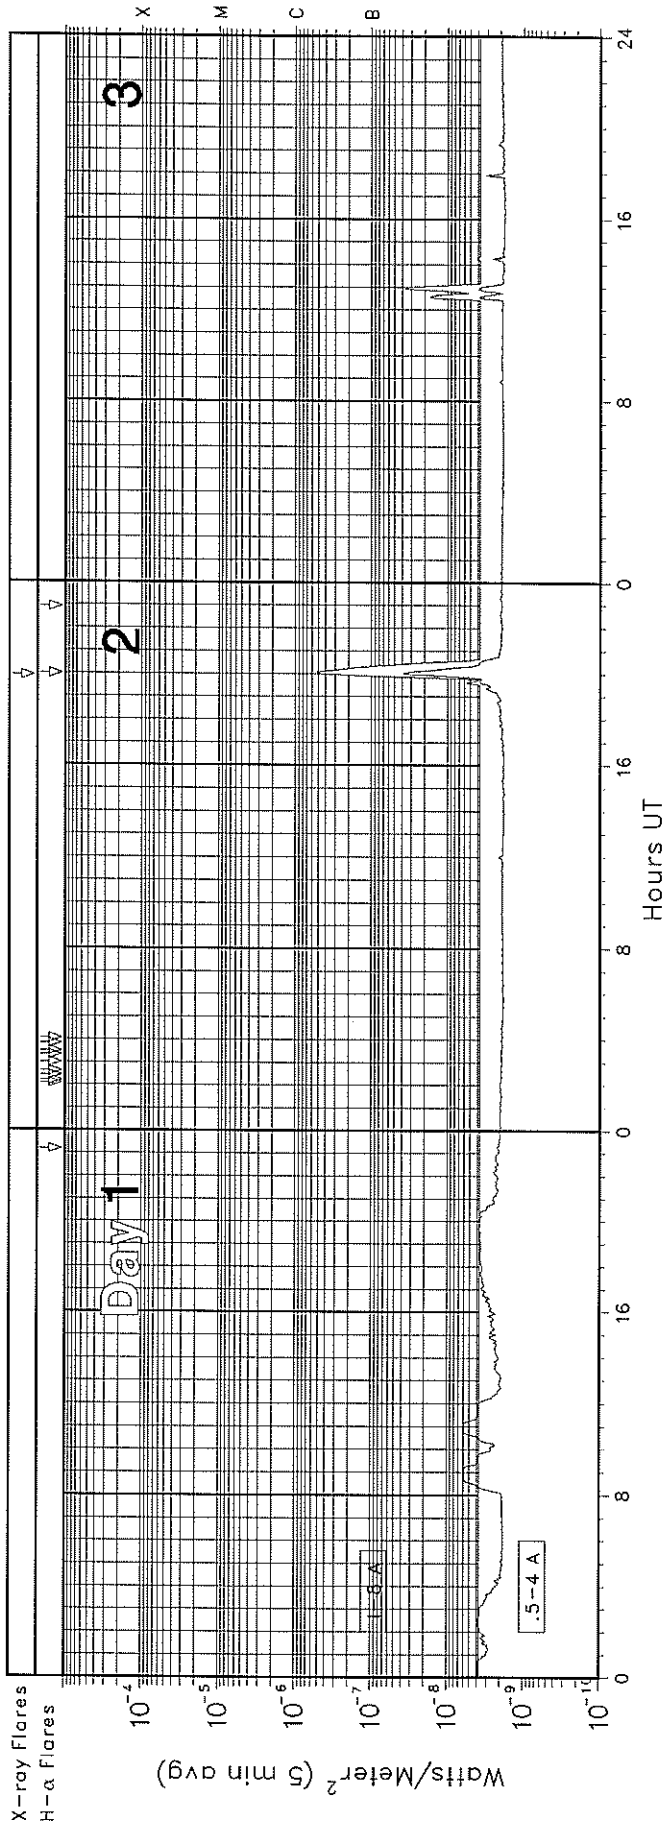 X-ray Flares
H-α Flares
Day 1
2
3
X
M
C
B
10^-4
10^-5
10^-6
10^-7
10^-8
10^-9
10^-10
Watts/Meter² (5 min avg)
1-8 A
.5-4 A
0
8
16
0
8
16
0
8
16
24
Hours UT